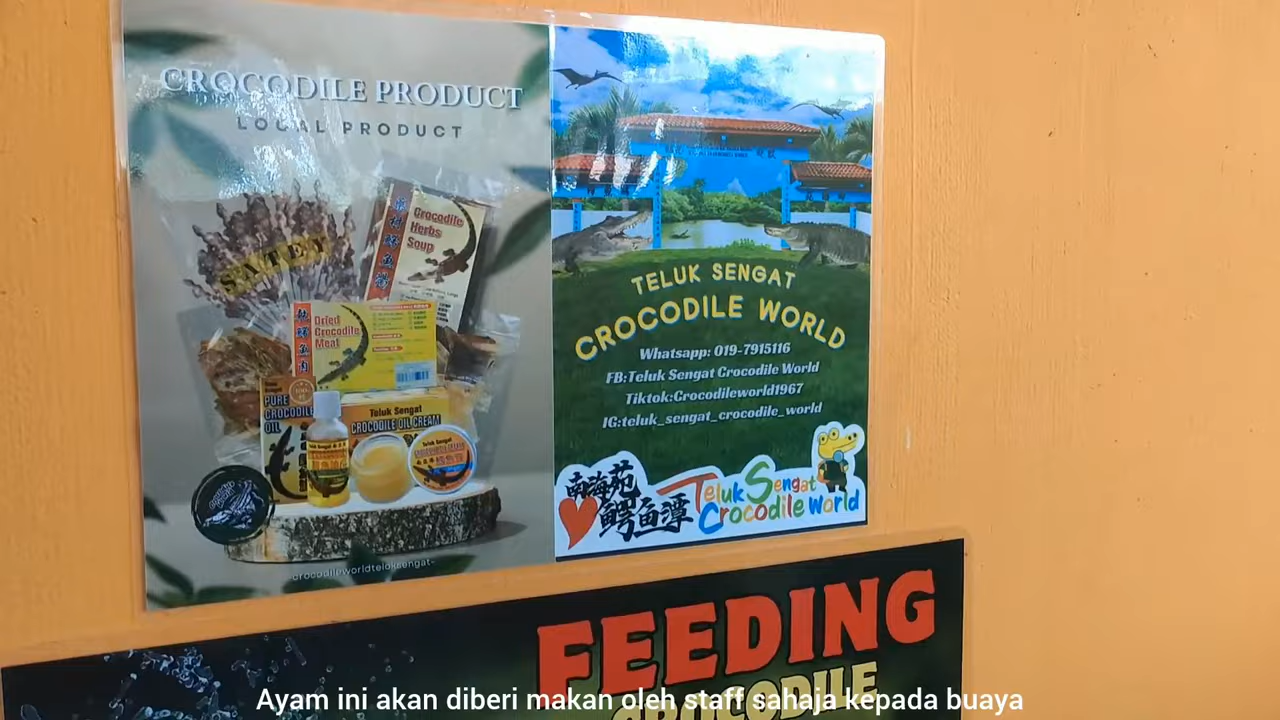 CROCODILE PRODUCT
LOCAL PRODUCT
SATEY
Crocodile
Herbs
Soup
Dried
Crocodile
Meat
PURE
CROCODILE
OIL
Teluk Sengat
CROCODILE OIL CREAM
crocodileworldteloksengat-
TELUK SENGAT
CROCODILE WORLD
Whatsapp: 019-7915116
FB:Teluk Sengat Crocodile World
Tiktok:Crocodileworld1967
IG:teluk_sengat_crocodile_world
南海苑
鳄鱼潭
Teluk Sengat
Crocodile World
FEEDING
CROCODILE
Ayam ini akan diberi makan oleh staff sahaja kepada buaya